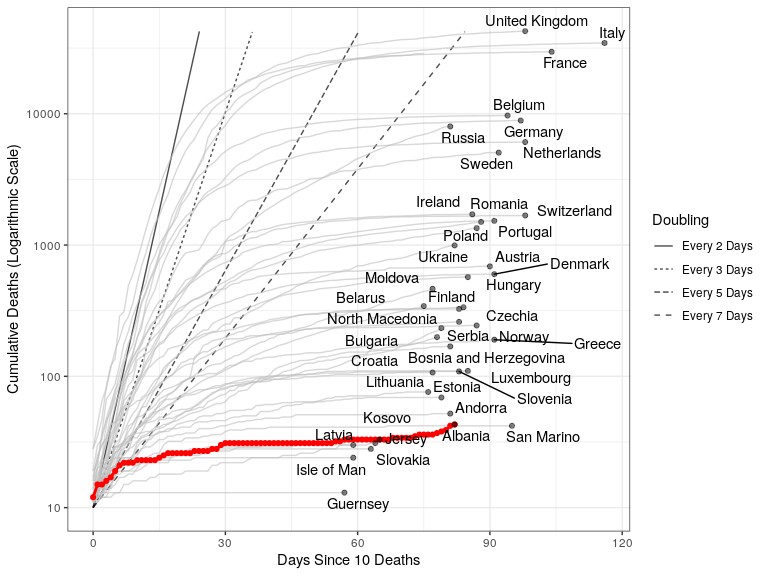 United Kingdom
Italy
France
Belgium
Germany
Russia
Netherlands
Sweden
Ireland
Romania
Switzerland
Portugal
Poland
Ukraine
Austria
Denmark
Moldova
Hungary
Belarus
Finland
Czechia
North Macedonia
Serbia
Norway
Greece
Bulgaria
Bosnia and Herzegovina
Croatia
Luxembourg
Lithuania
Estonia
Slovenia
Andorra
Kosovo
Latvia
Jersey
Albania
San Marino
Slovakia
Isle of Man
Guernsey
10000
1000
100
10
0
30
60
90
120
Days Since 10 Deaths
Cumulative Deaths (Logarithmic Scale)
Doubling
Every 2 Days
Every 3 Days
Every 5 Days
Every 7 Days